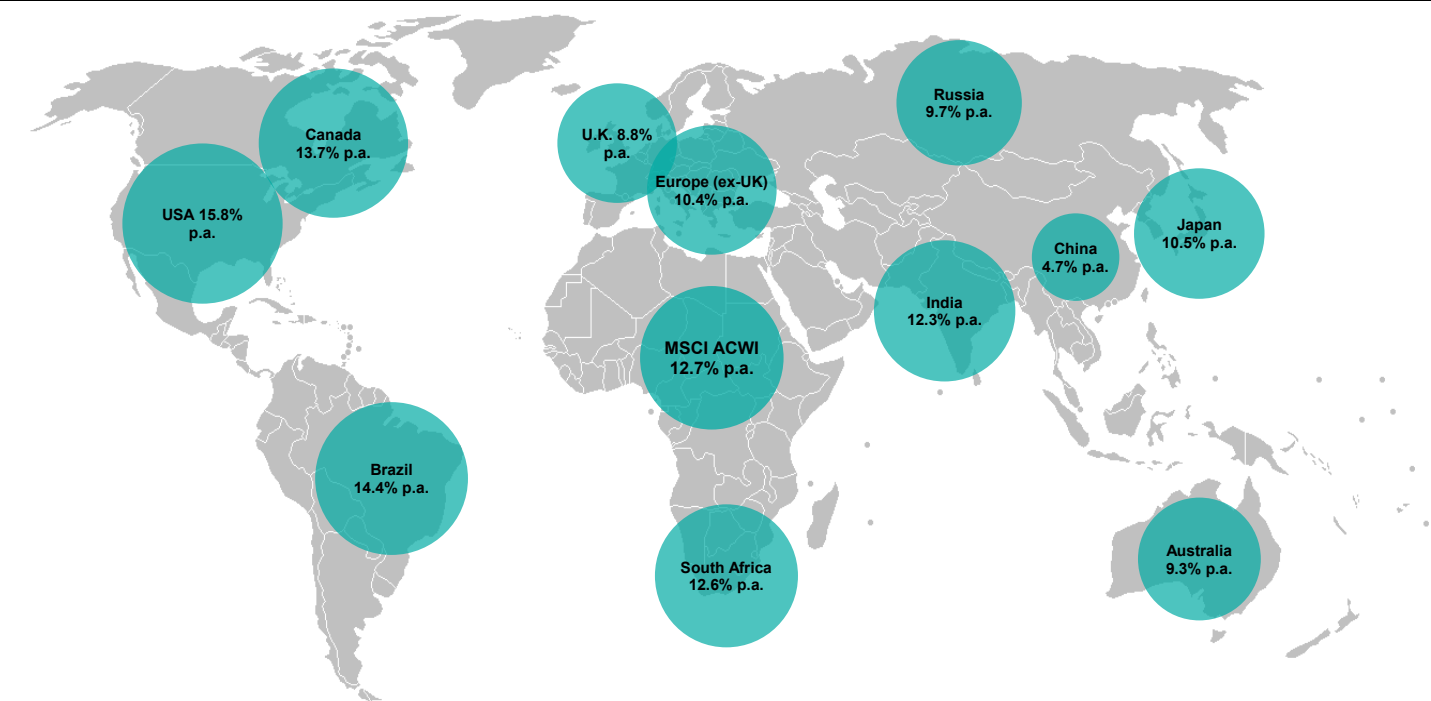 Russia
9.7% p.a.
Canada
13.7% p.a.
U.K. 8.8%
p.a.
Europe (ex-UK)
10.4% p.a.
USA 15.8%
p.a.
Japan
10.5% p.a.
China
4.7% p.a.
India
12.3% p.a.
MSCI ACWI
12.7% p.a.
Brazil
14.4% p.a.
South Africa
12.6% p.a.
Australia
9.3% p.a.